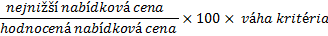 nejnižší nabídková cena
hodnocená nabídková cena × 100 × váha kritéria